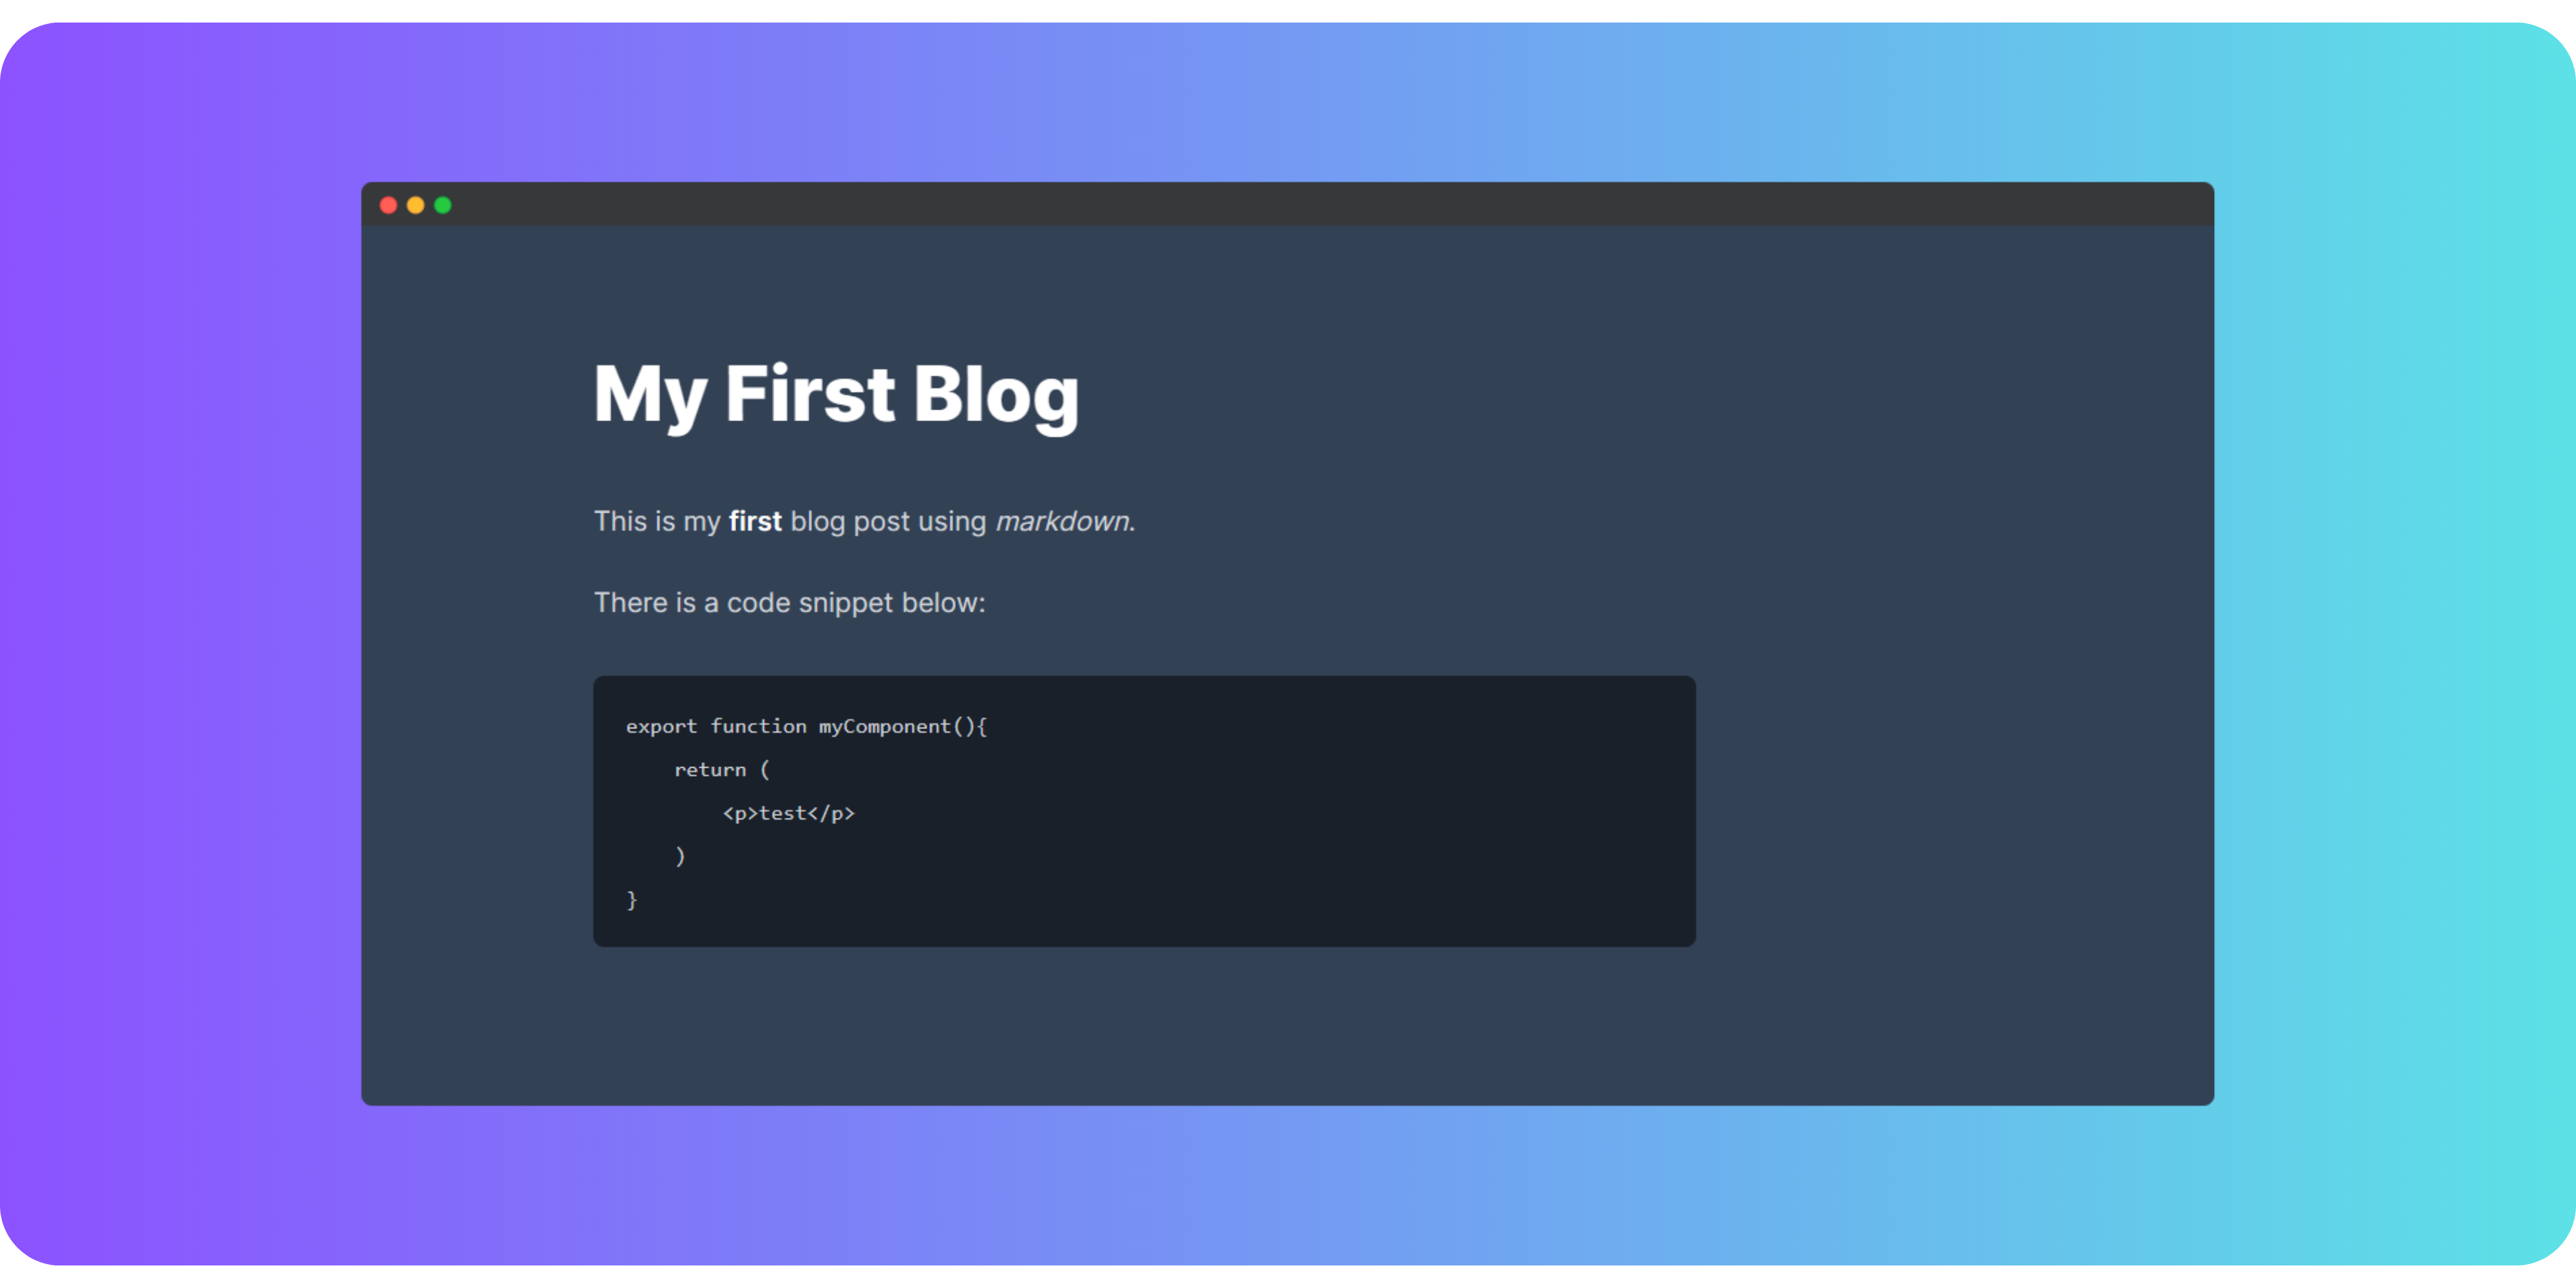 My First Blog
This is my first blog post using markdown.
There is a code snippet below:
export function myComponent(){
    return (
        <p>test</p>
    )
}